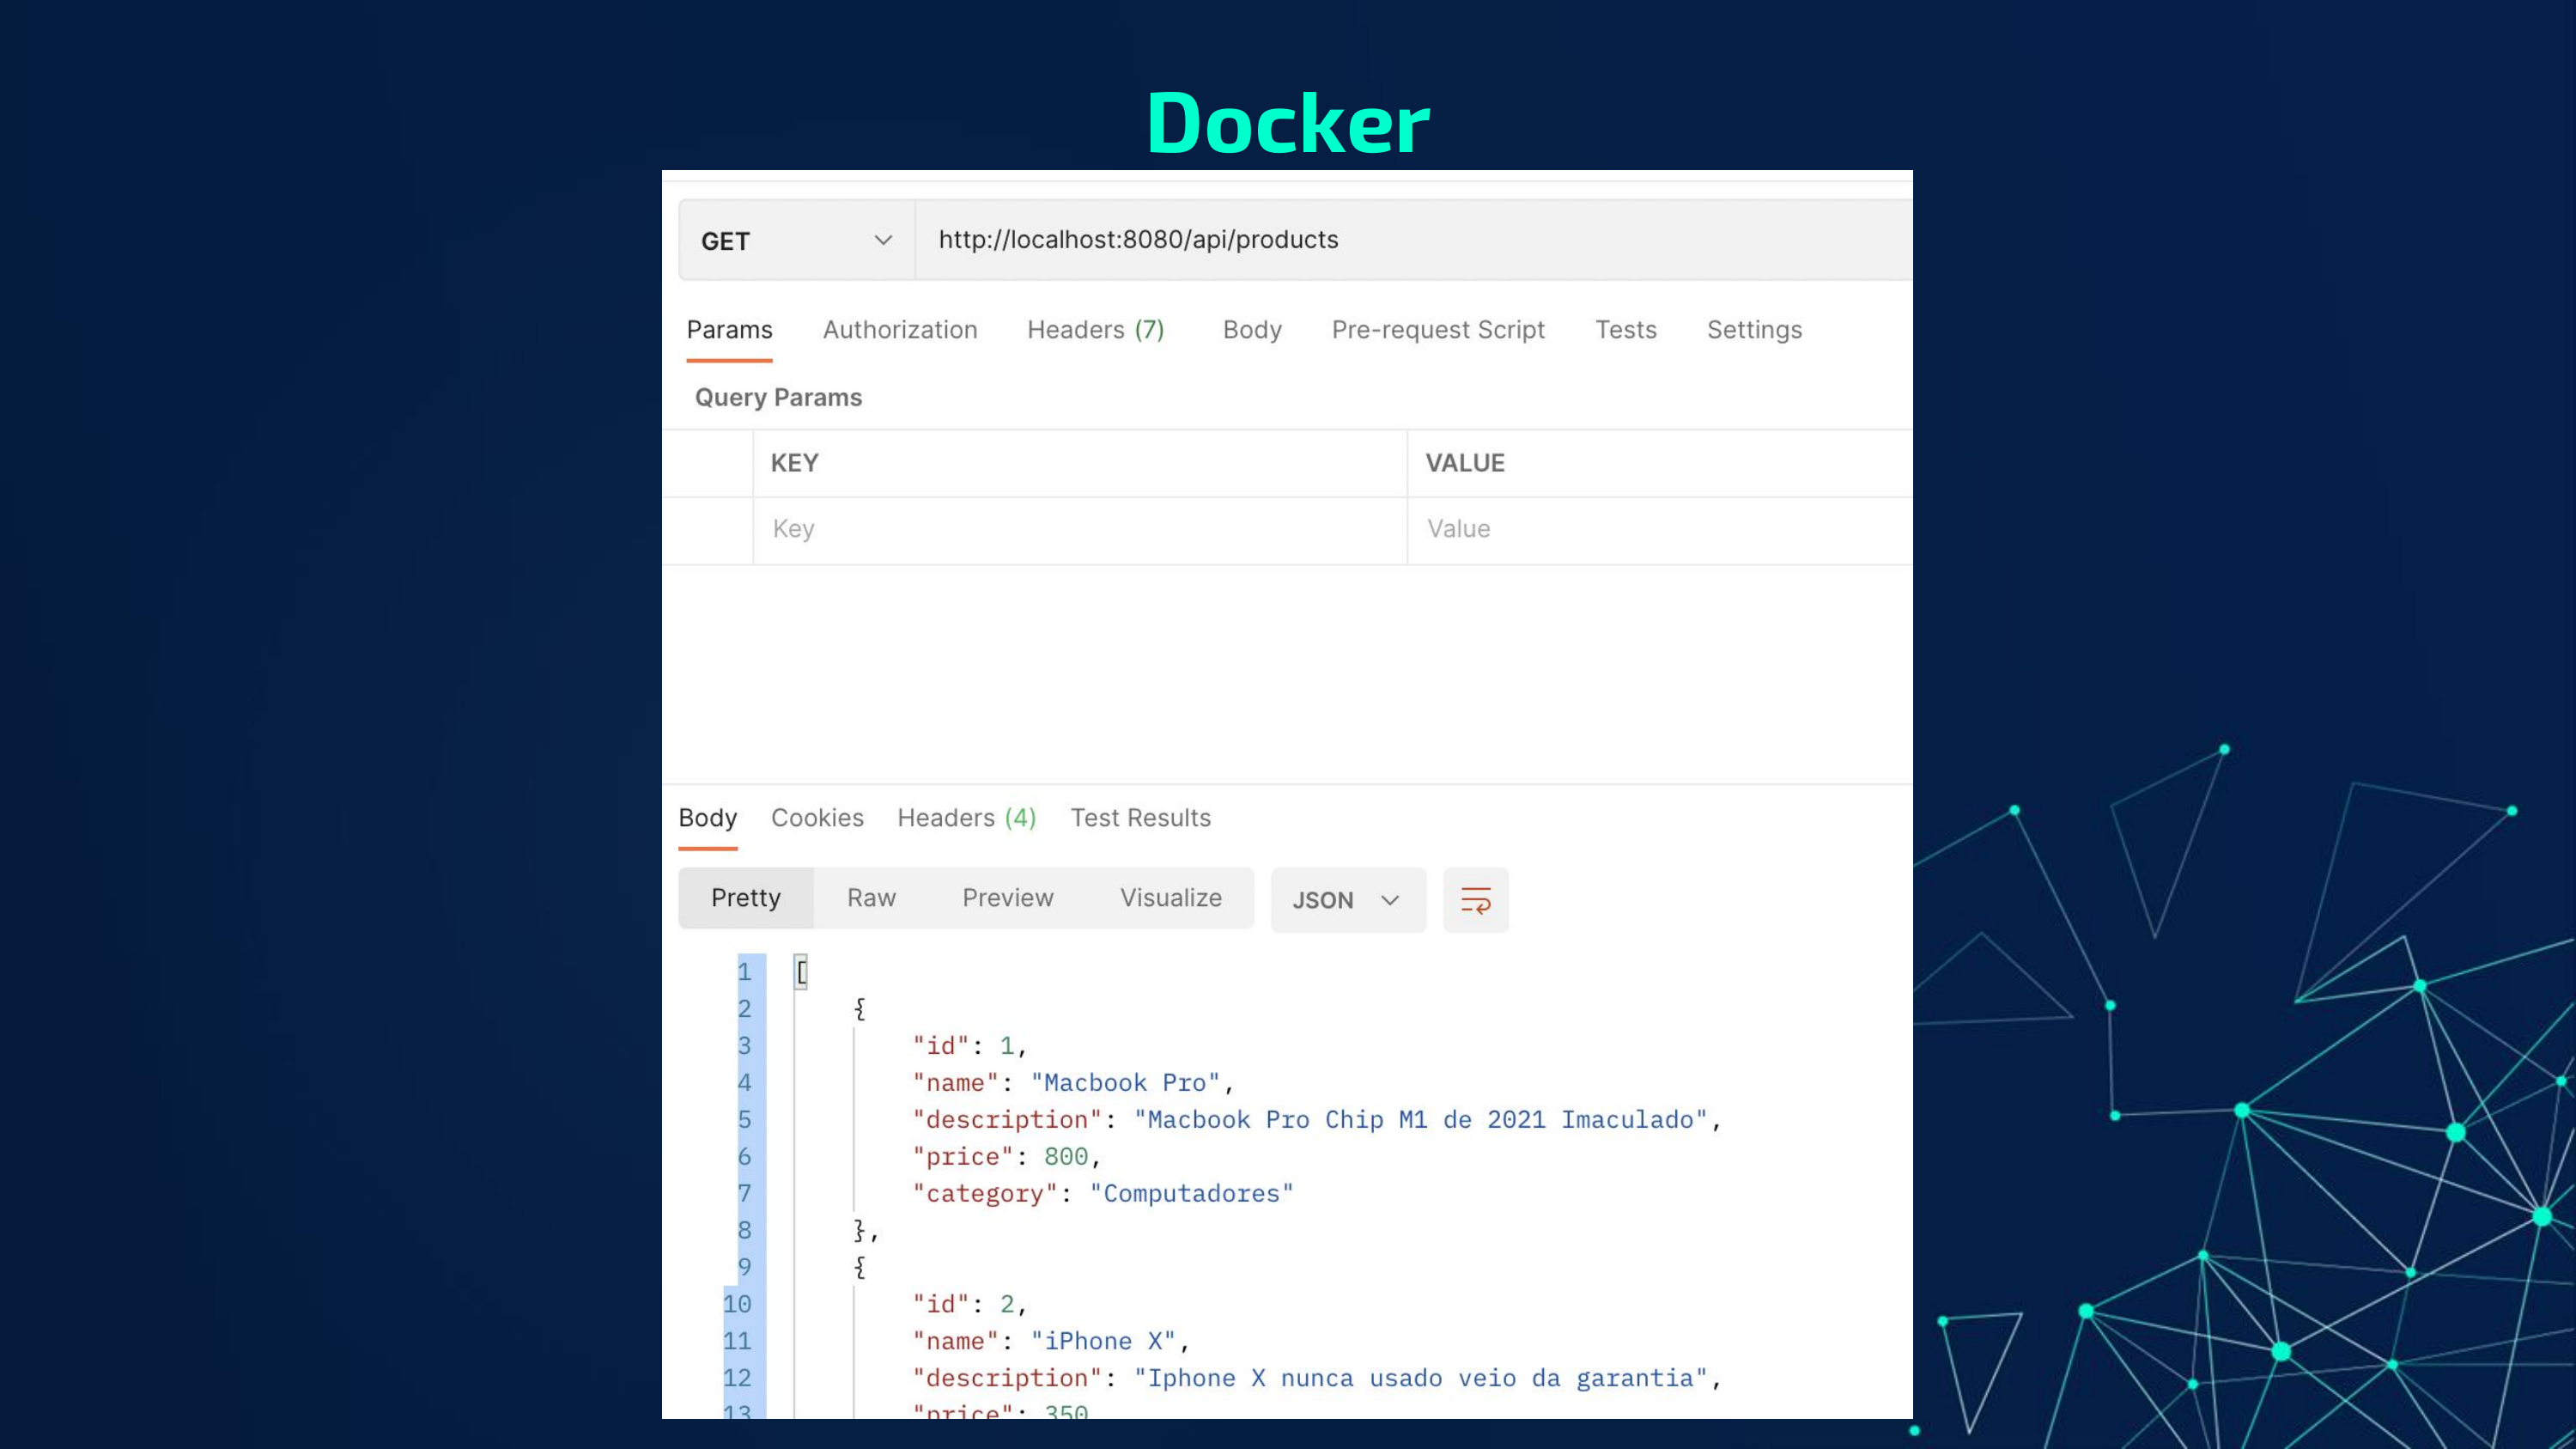 Docker
GET http://localhost:8080/api/products
Params Authorization Headers (7) Body Pre-request Script Tests Settings
Query Params
KEY VALUE
Key Value
Body Cookies Headers (4) Test Results
Pretty Raw Preview Visualize JSON
1 [
2 {
3 "id": 1,
4 "name": "Macbook Pro",
5 "description": "Macbook Pro Chip M1 de 2021 Imaculado",
6 "price": 800,
7 "category": "Computadores"
8 },
9 {
10 "id": 2,
11 "name": "iPhone X",
12 "description": "Iphone X nunca usado veio da garantia",
13 "price": 350